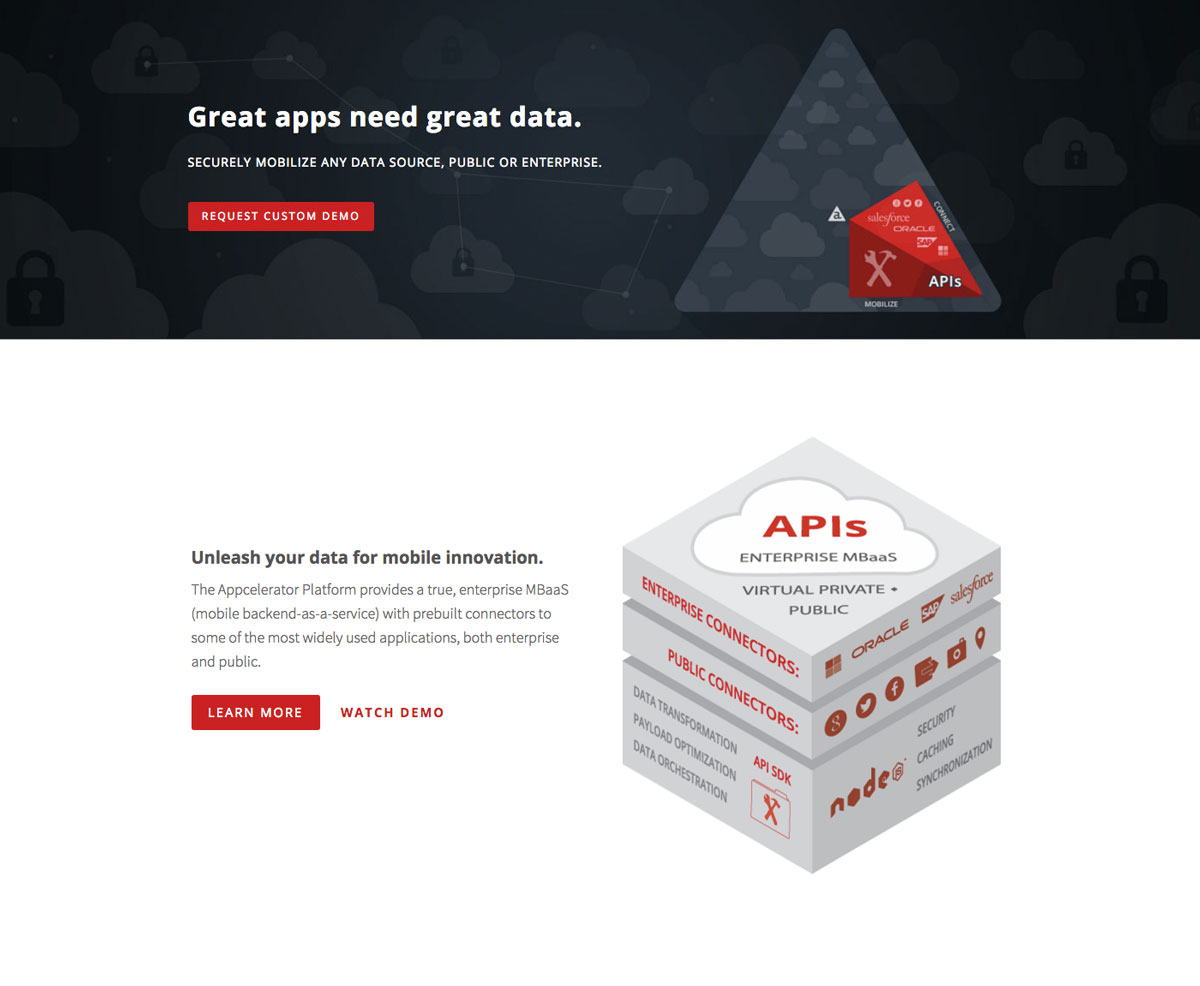 Great apps need great data.
SECURELY MOBILIZE ANY DATA SOURCE, PUBLIC OR ENTERPRISE.
REQUEST CUSTOM DEMO
a
salesforce
ORACLE
SAP
CONNECT
APIs
MOBILIZE
Unleash your data for mobile innovation.
The Appcelerator Platform provides a true, enterprise MBaaS
(mobile backend-as-a-service) with prebuilt connectors to
some of the most widely used applications, both enterprise
and public.
LEARN MORE
WATCH DEMO
APIs
ENTERPRISE MBaaS
VIRTUAL PRIVATE +
PUBLIC
ENTERPRISE CONNECTORS:
ORACLE
SAP
salesforce
PUBLIC CONNECTORS:
8
f
DATA TRANSFORMATION
PAYLOAD OPTIMIZATION
DATA ORCHESTRATION
API SDK
node
JS
SECURITY
CACHING
SYNCHRONIZATION